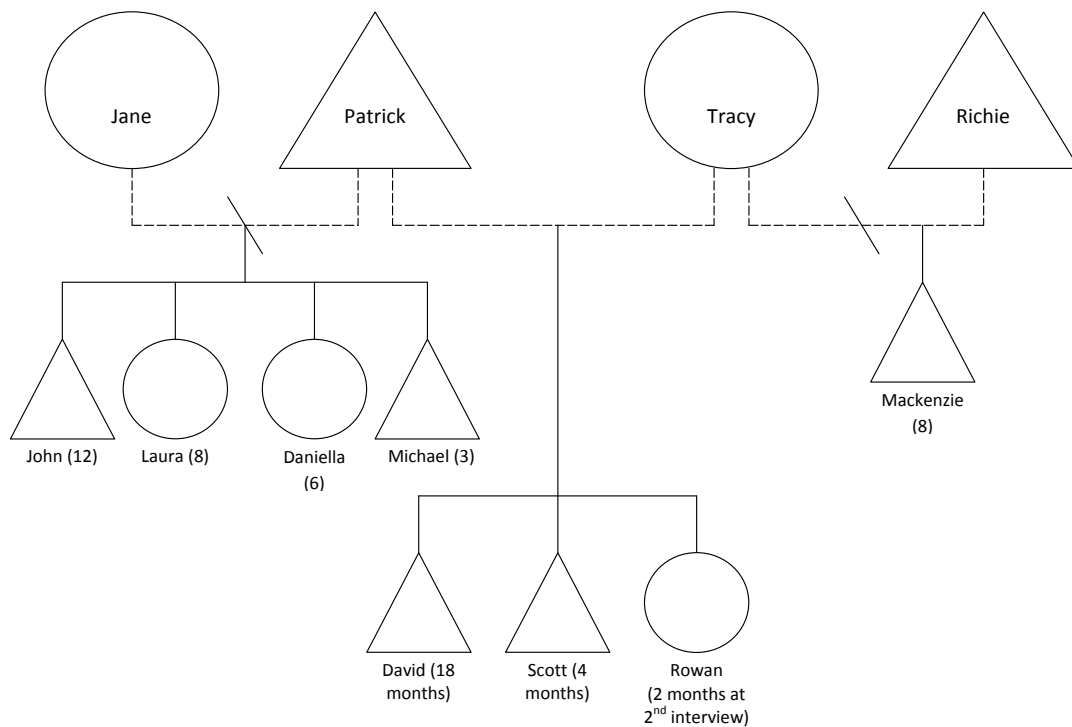 Jane
Patrick
Tracy
Richie
Mackenzie
(8)
John (12)
Laura (8)
Daniella
(6)
Michael (3)
David (18
months)
Scott (4
months)
Rowan
(2 months at
2nd interview)